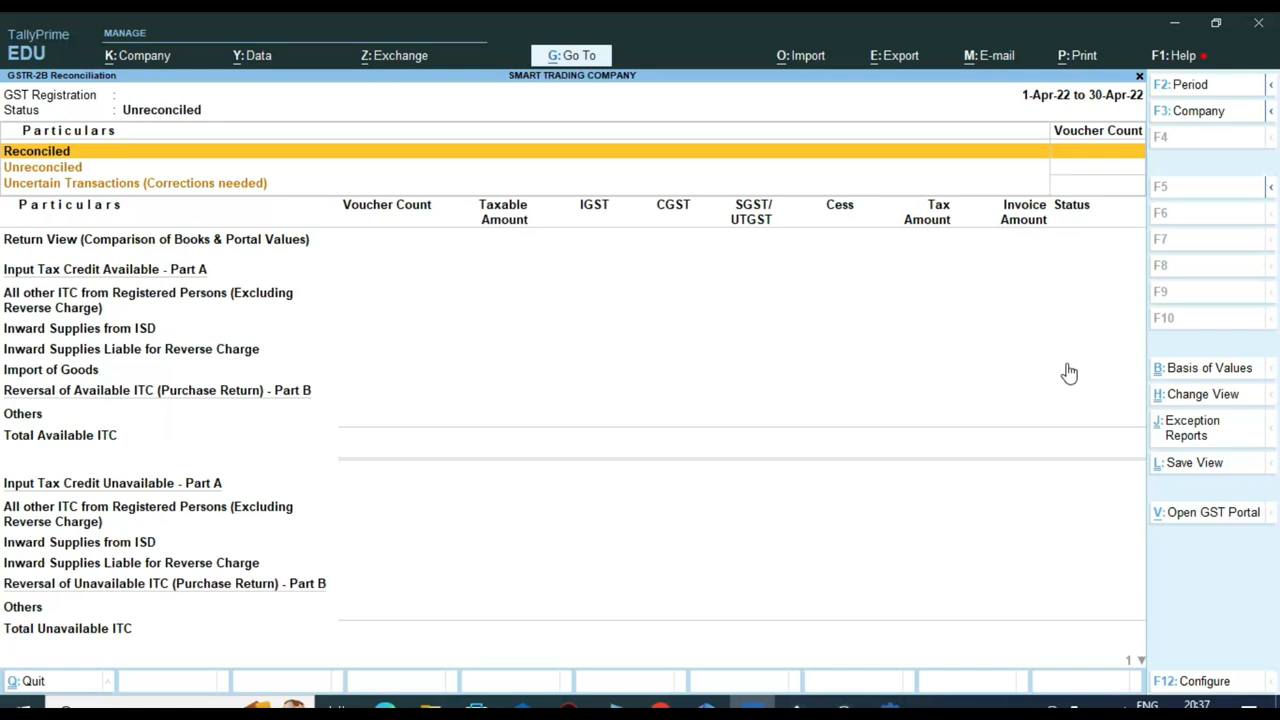 TallyPrime
EDU
MANAGE
K: Company
Y: Data
Z: Exchange
G: Go To
O: Import
E: Export
M: E-mail
P: Print
F1: Help
GSTR-2B Reconciliation
SMART TRADING COMPANY
GST Registration :
Status : Unreconciled
1-Apr-22 to 30-Apr-22
Particulars Voucher Count
Reconciled
Unreconciled
Uncertain Transactions (Corrections needed)
Particulars Voucher Count Taxable Amount IGST CGST SGST/ UTGST Cess Tax Amount Invoice Amount Status
Return View (Comparison of Books & Portal Values)
Input Tax Credit Available - Part A
All other ITC from Registered Persons (Excluding
Reverse Charge)
Inward Supplies from ISD
Inward Supplies Liable for Reverse Charge
Import of Goods
Reversal of Available ITC (Purchase Return) - Part B
Others
Total Available ITC
Input Tax Credit Unavailable - Part A
All other ITC from Registered Persons (Excluding
Reverse Charge)
Inward Supplies from ISD
Inward Supplies Liable for Reverse Charge
Reversal of Unavailable ITC (Purchase Return) - Part B
Others
Total Unavailable ITC
1
F2: Period
F3: Company
F4
F5
F6
F7
F8
F9
F10
B: Basis of Values
H: Change View
J: Exception
Reports
L: Save View
V: Open GST Portal
Q: Quit
F12: Configure
ENG
20:37